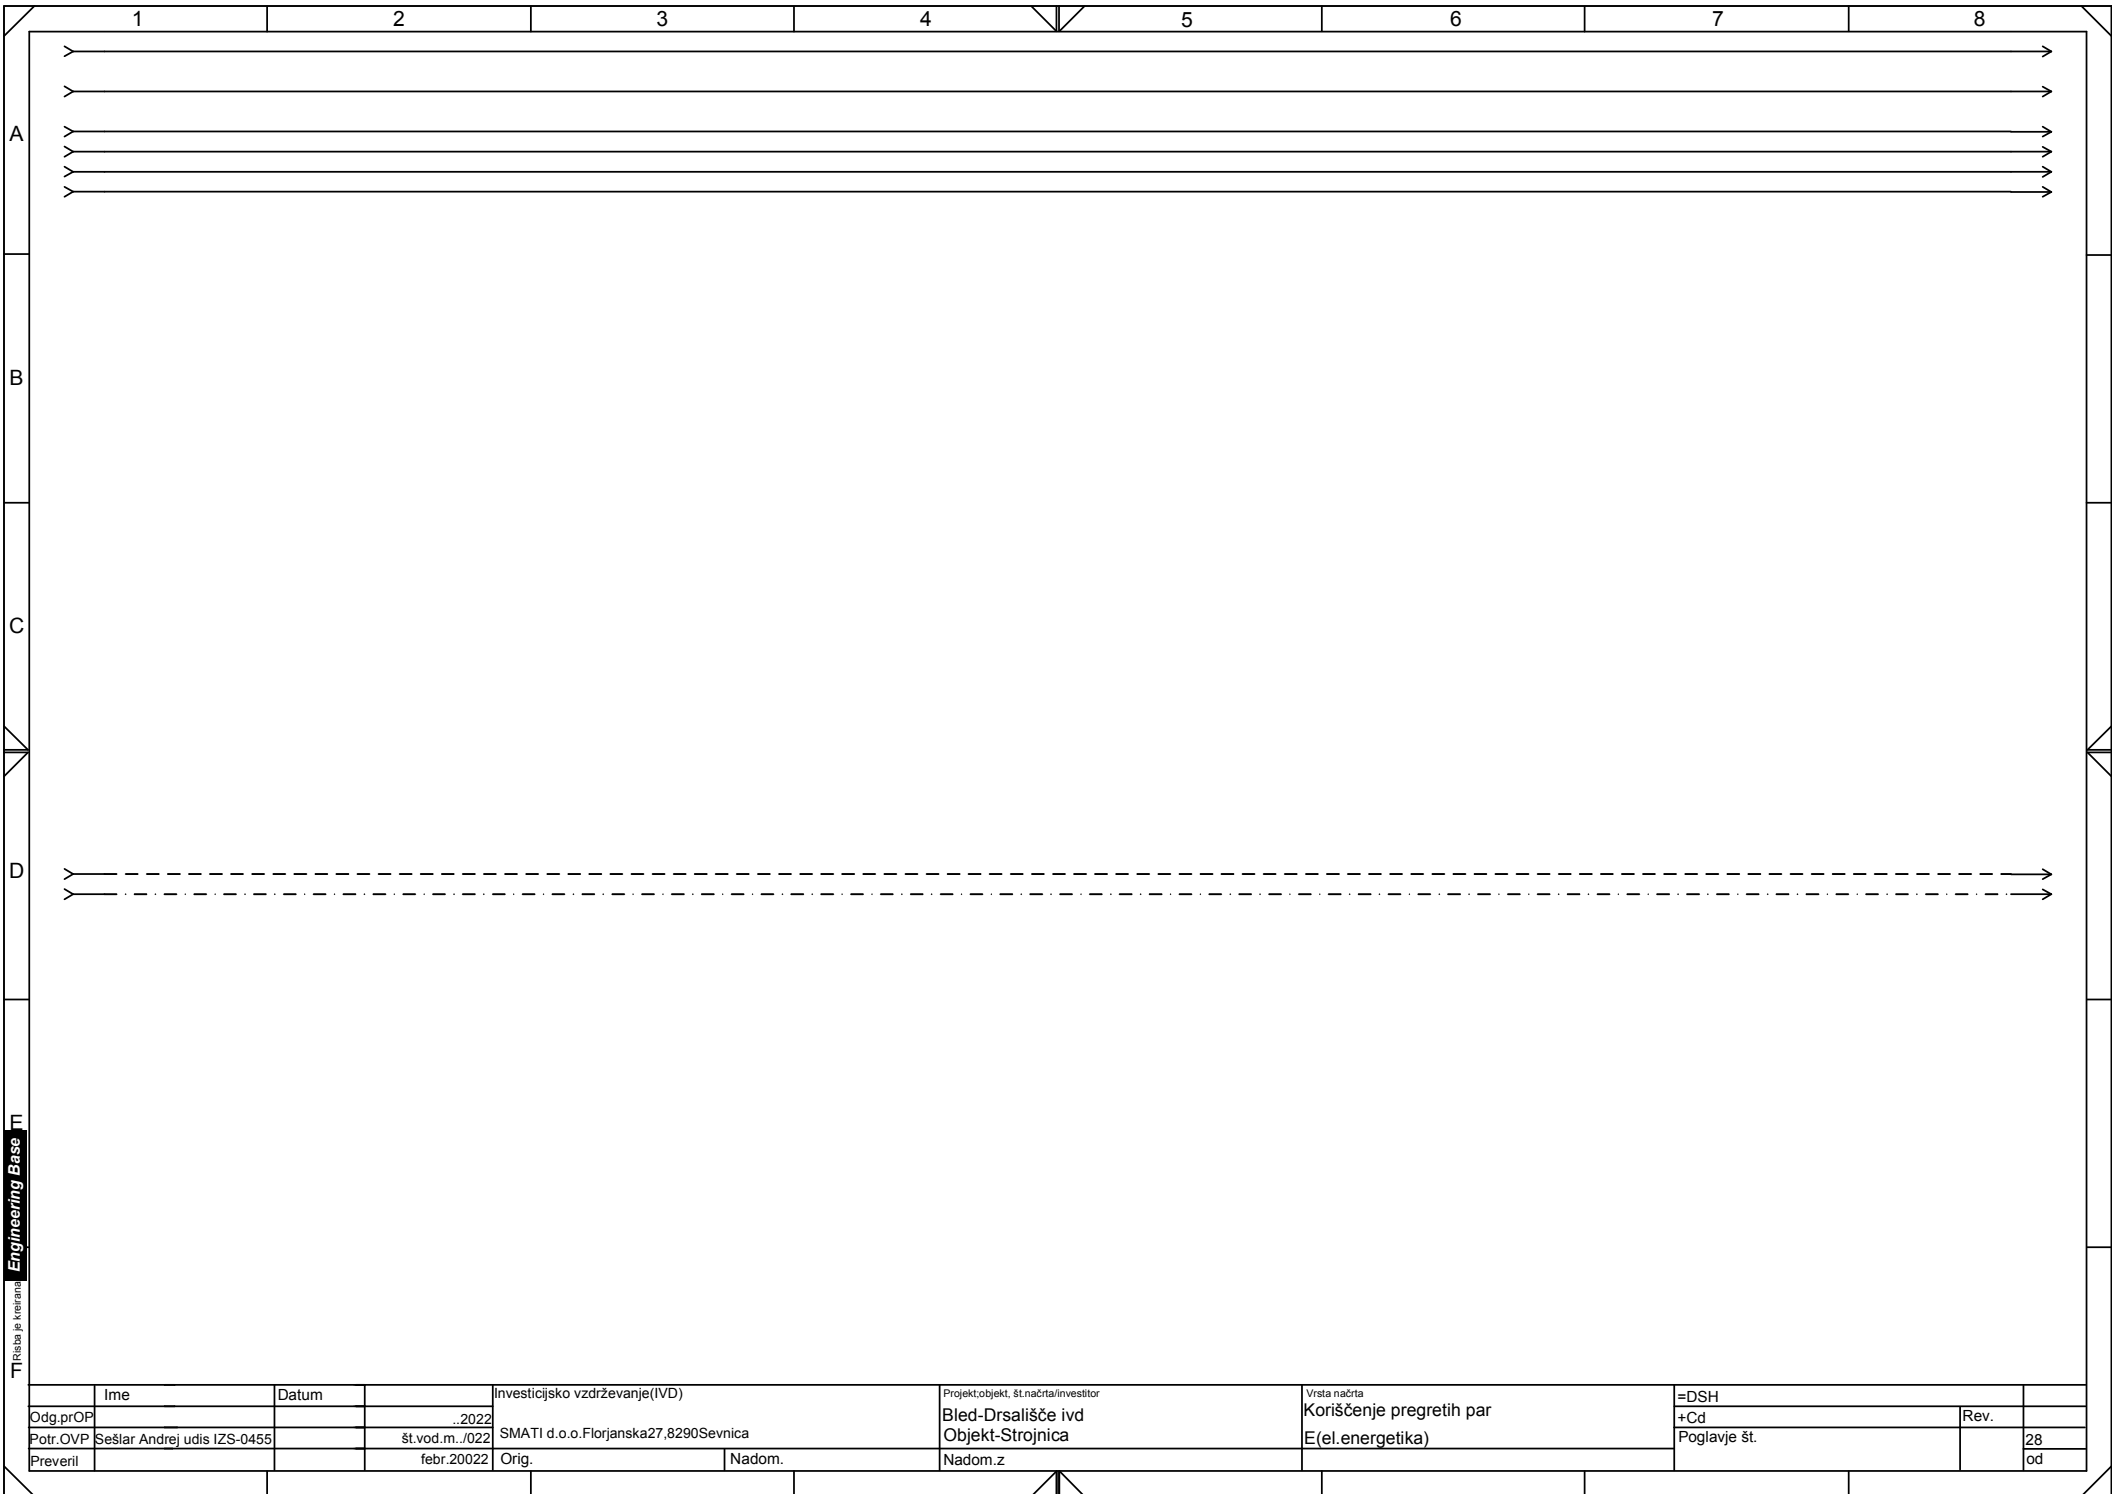 1 2 3 4 5 6 7 8
A
B
C
D
E
Engineering Base
Risba je kreirana
F
Ime Datum Investicijsko vzdrževanje(IVD) Projekt;objekt, št.načrta/investitor Vrsta načrta =DSH
Odg.prOP ..2022 Bled-Drsališče ivd Koriščenje pregretih par +Cd Rev.
Potr.OVP Sešlar Andrej udis IZS-0455 št.vod.m../022 SMATI d.o.o.Florjanska27,8290Sevnica Objekt-Strojnica E(el.energetika) Poglavje št. 28
Preveril febr.20022 Orig. Nadom. Nadom.z od